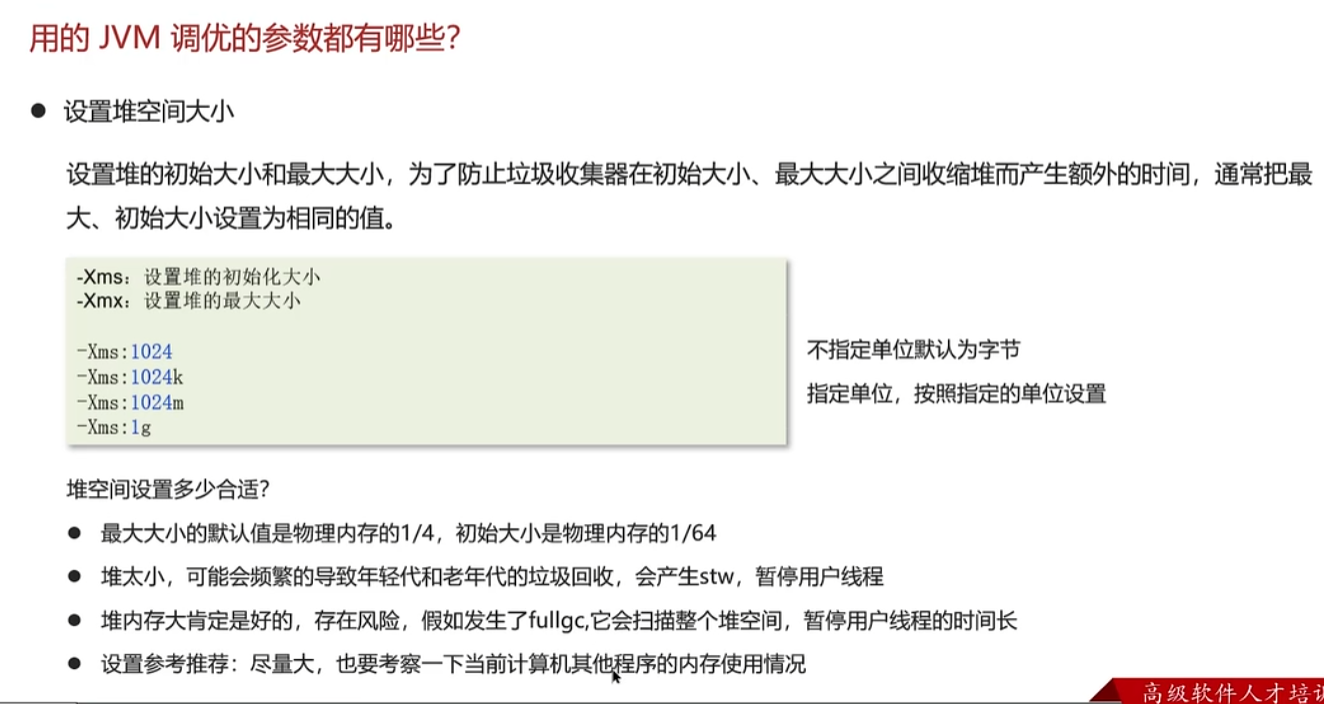 用的 JVM 调优的参数都有哪些？
● 设置堆空间大小
设置堆的初始大小和最大大小，为了防止垃圾收集器在初始大小、最大大小之间收缩堆而产生额外的时间，通常把最
大、初始大小设置为相同的值。
-Xms：设置堆的初始化大小
-Xmx：设置堆的最大大小
-Xms:1024
-Xms:1024k
-Xms:1024m
-Xms:1g
不指定单位默认为字节
指定单位，按照指定的单位设置
堆空间设置多少合适？
● 最大大小的默认值是物理内存的1/4，初始大小是物理内存的1/64
● 堆太小，可能会频繁的导致年轻代和老年代的垃圾回收，会产生stw，暂停用户线程
● 堆内存大肯定是好的，存在风险，假如发生了fullgc,它会扫描整个堆空间，暂停用户线程的时间长
● 设置参考推荐：尽量大，也要考察一下当前计算机其他程序的内存使用情况
高级软件人才培训